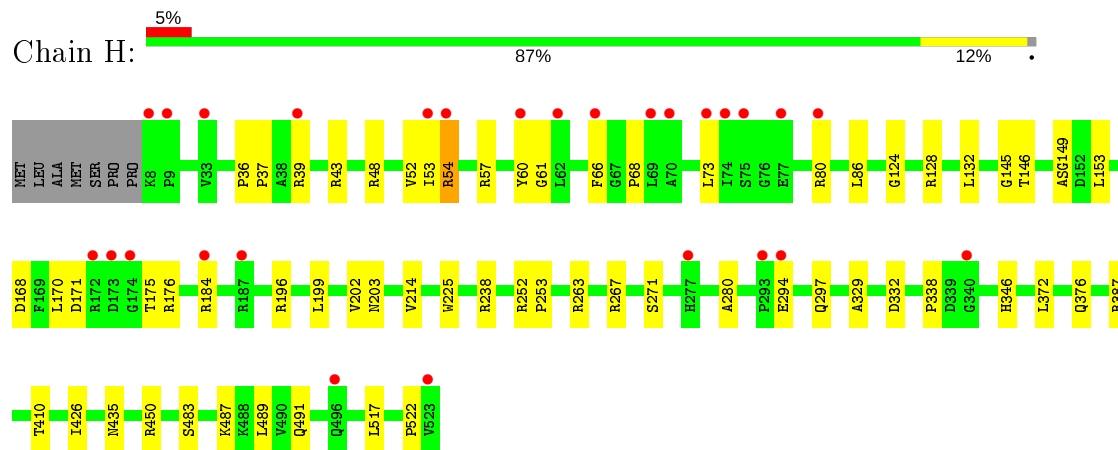 5%
Chain H:
87% 12% •
MET LEU ALA MET SER PRO PRO K8 P9 V33 P36 P37 A38 R39 R43 R48 V52 I53 R54 R57 Y60 G61 L62 F66 G67 P68 L69 A70 L73 I74 S75 G76 E77 R80 L86 G124 R128 L132 G145 T146 ASG149 D152 L153
D168 F169 L170 D171 R172 D173 G174 T175 R176 R184 R187 R196 L199 V202 N203 V214 W225 R238 R252 P253 R263 R267 S271 H277 A280 P293 E294 Q297 A329 D332 P338 D339 G340 H346 L372 Q376
T410 I426 N435 R450 S483 K487 K488 L489 V490 Q491 Q496 L517 P522 V523